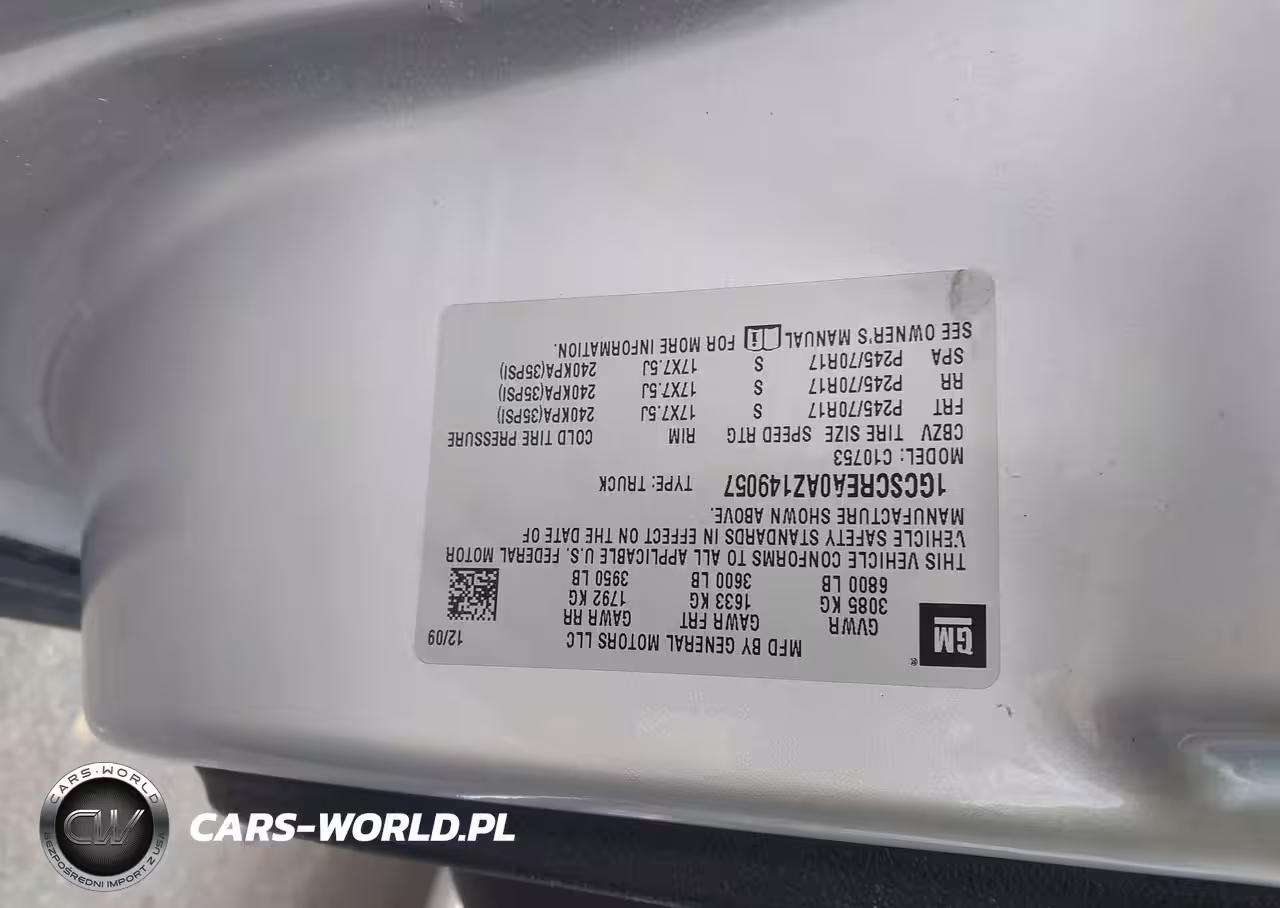 GM
®
MFD BY GENERAL MOTORS LLC
12/09
GVWR GAWR FRT GAWR RR
3085 KG 1633 KG 1792 KG
6800 LB 3600 LB 3950 LB
THIS VEHICLE CONFORMS TO ALL APPLICABLE U.S. FEDERAL MOTOR
VEHICLE SAFETY STANDARDS IN EFFECT ON THE DATE OF
MANUFACTURE SHOWN ABOVE.
1GCSCREA0AZ149057 TYPE: TRUCK
MODEL: C10753
CBZV TIRE SIZE SPEED RTG RIM COLD TIRE PRESSURE
FRT P245/70R17 S 17X7.5J 240KPA(35PSI)
RR P245/70R17 S 17X7.5J 240KPA(35PSI)
SPA P245/70R17 S 17X7.5J 240KPA(35PSI)
SEE OWNER'S MANUAL i FOR MORE INFORMATION.
CARS-WORLD
CW
BEZPOŚREDNI IMPORT Z USA
CARS-WORLD.PL